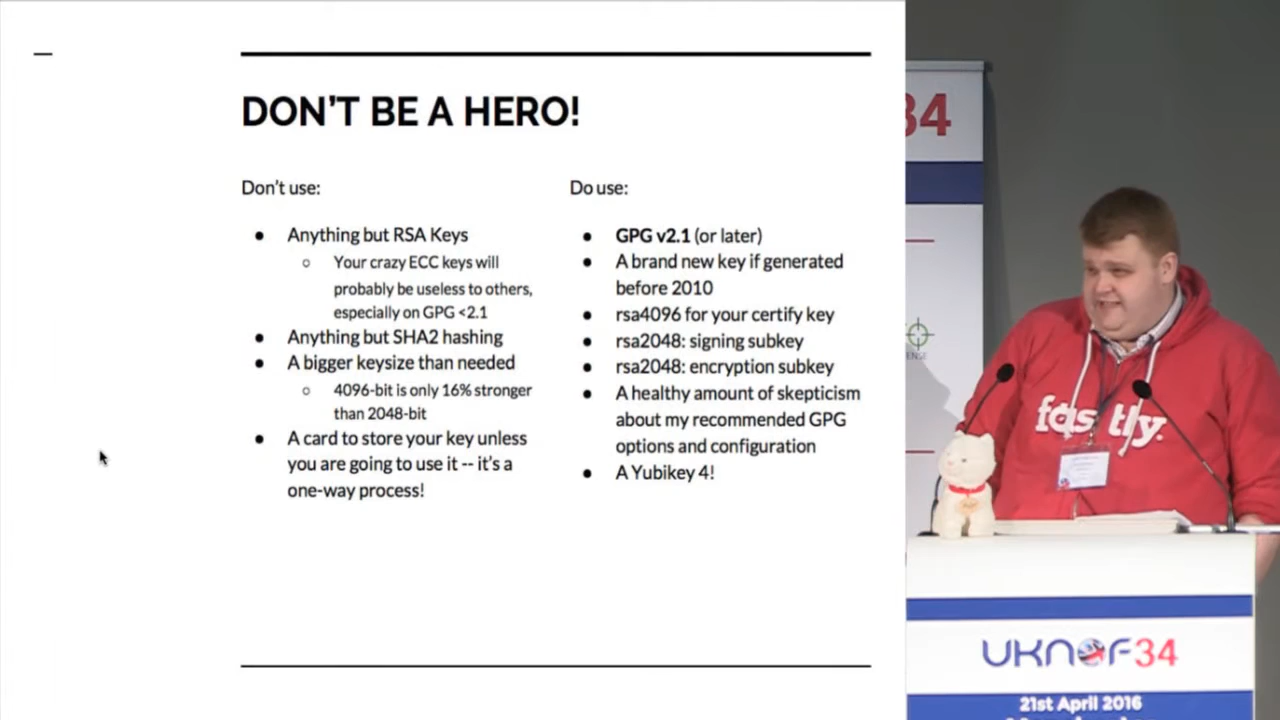 DON'T BE A HERO!
Don't use:
● Anything but RSA Keys
○ Your crazy ECC keys will
probably be useless to others,
especially on GPG <2.1
● Anything but SHA2 hashing
● A bigger keysize than needed
○ 4096-bit is only 16% stronger
than 2048-bit
● A card to store your key unless
you are going to use it -- it's a
one-way process!
Do use:
● GPG v2.1 (or later)
● A brand new key if generated
before 2010
● rsa4096 for your certify key
● rsa2048: signing subkey
● rsa2048: encryption subkey
● A healthy amount of skepticism
about my recommended GPG
options and configuration
● A Yubikey 4!
34
fastly.
UKNOF34
21st April 2016